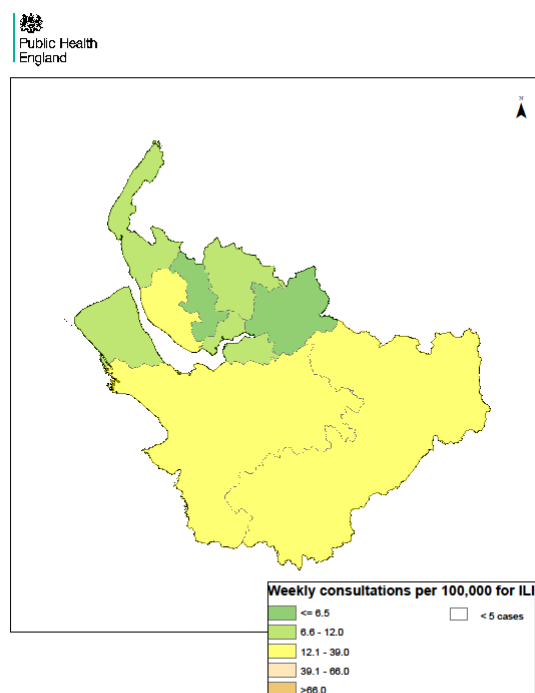 Public Health
England
N
Weekly consultations per 100,000 for ILI
<= 6.5
< 5 cases
6.6 - 12.0
12.1 - 39.0
39.1 - 66.0
>66.0